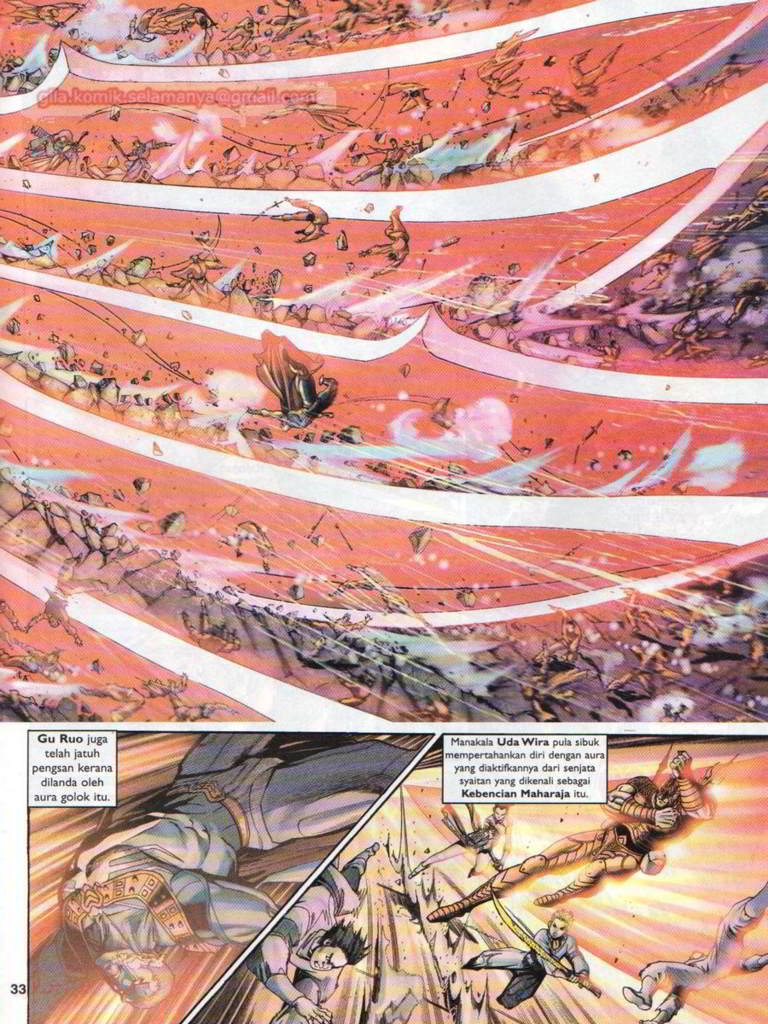 gila.komik.selamanya@gmail.com
Gu Ruo juga
telah jatuh
pengsan kerana
dilanda oleh
aura golok itu.
Manakala Uda Wira pula sibuk
mempertahankan diri dengan aura
yang diaktifkannya dari senjata
syaitan yang dikenali sebagai
Kebencian Maharaja itu.
33